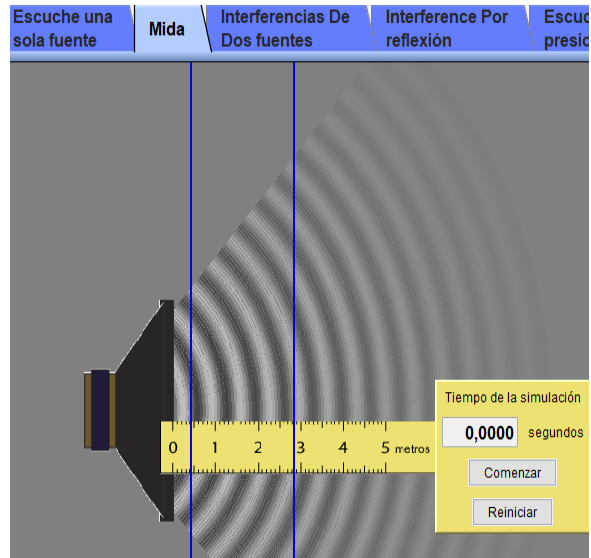 Escuche una
sola fuente
Mida
Interferencias De
Dos fuentes
Interference Por
reflexión
Escuc
presic
Tiempo de la simulación
0,0000 segundos
Comenzar
Reiniciar
0 1 2 3 4 5 metros